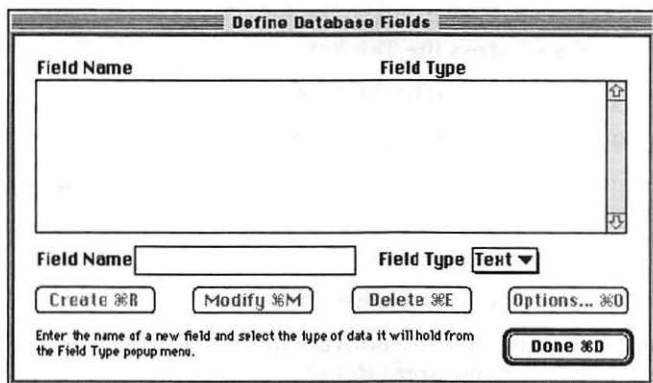 Define Database Fields
Field Name Field Type
Field Name Field Type Text
Create ⌘R Modify ⌘M Delete ⌘E Options... ⌘O
Enter the name of a new field and select the type of data it will hold from
the Field Type popup menu.
Done ⌘D